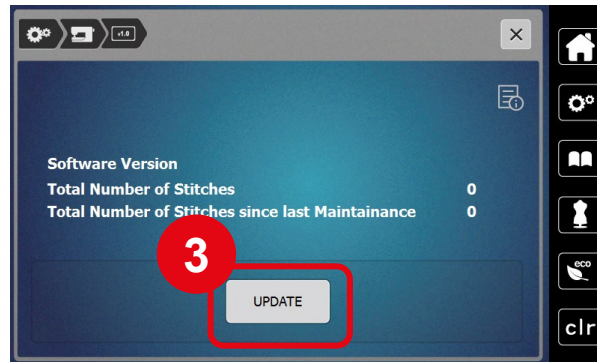 v1.0
Software Version
Total Number of Stitches 0
Total Number of Stitches since last Maintainance 0
3
UPDATE
eco
clr